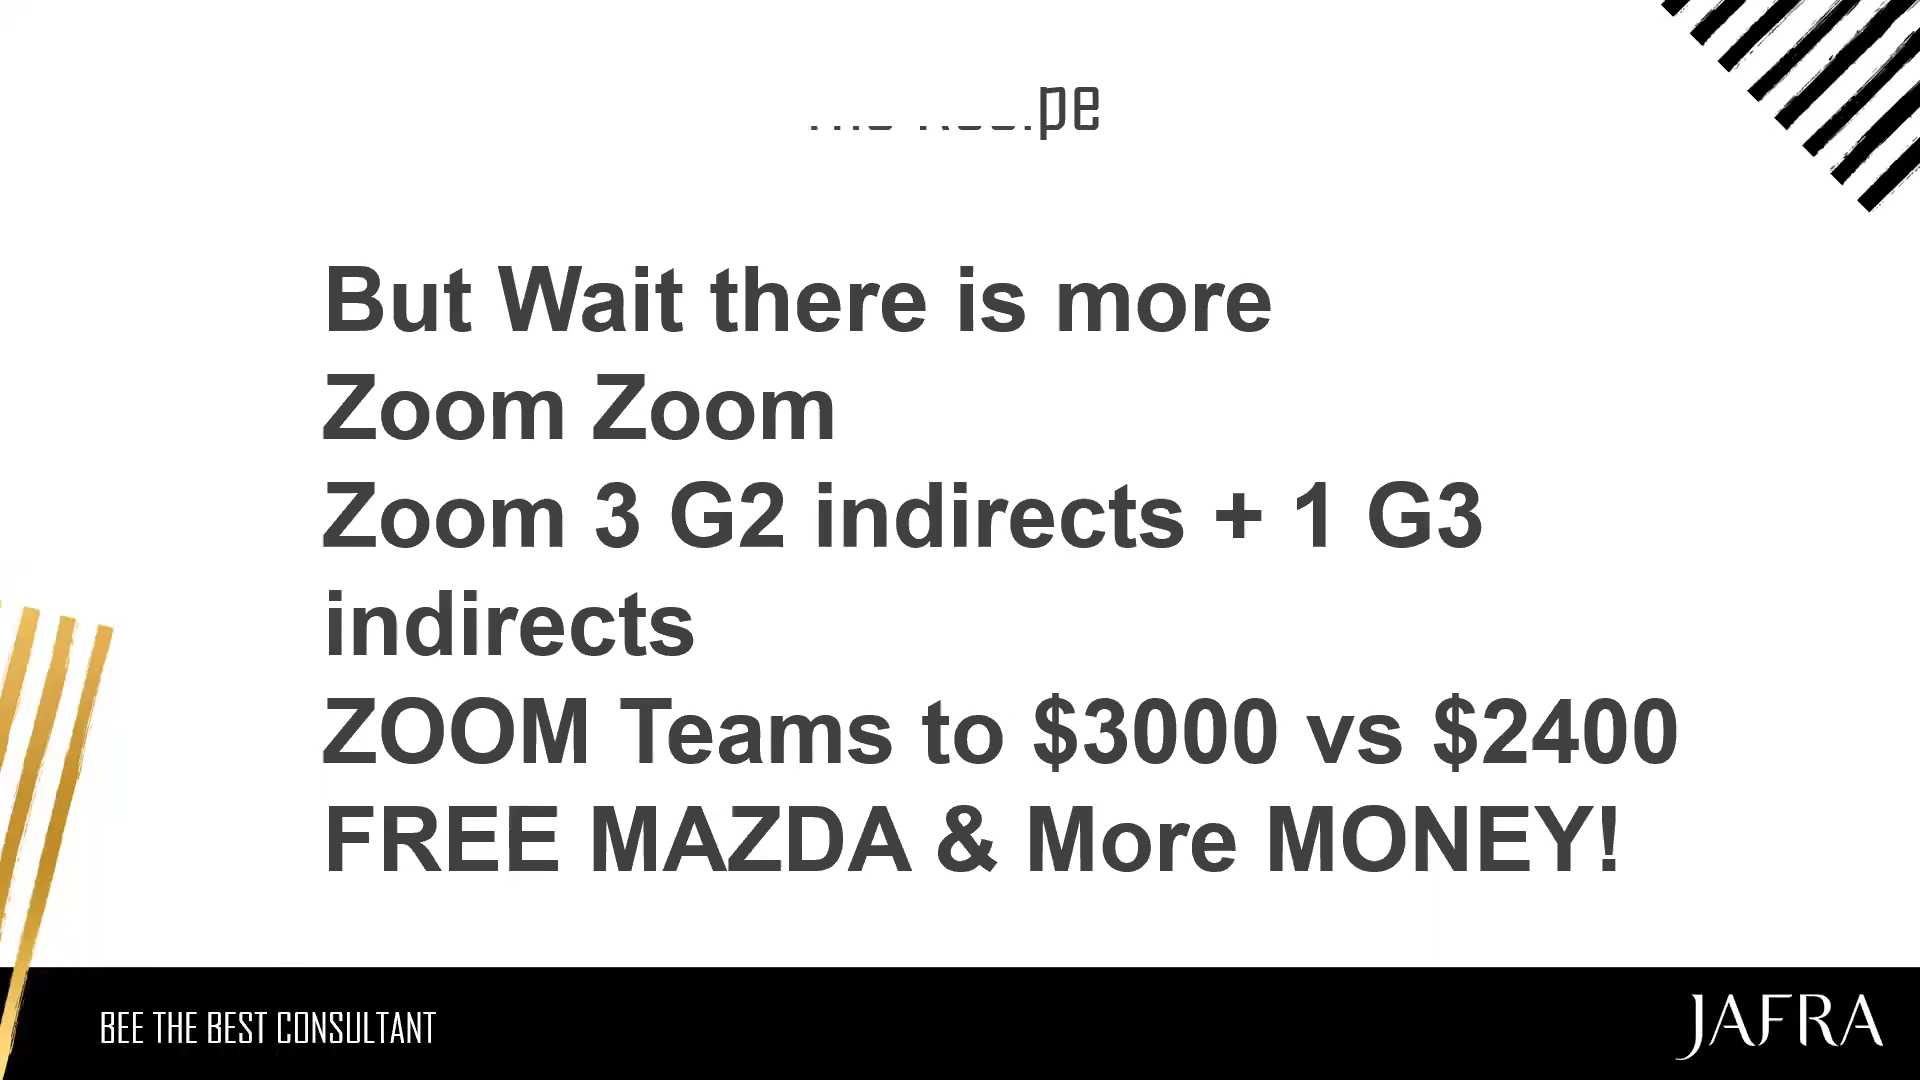 But Wait there is more
Zoom Zoom
Zoom 3 G2 indirects + 1 G3
indirects
ZOOM Teams to $3000 vs $2400
FREE MAZDA & More MONEY!
BEE THE BEST CONSULTANT
JAFRA